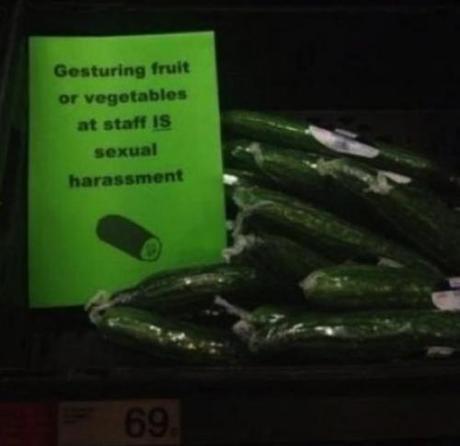 Gesturing fruit
or vegetables
at staff IS
sexual
harassment
69